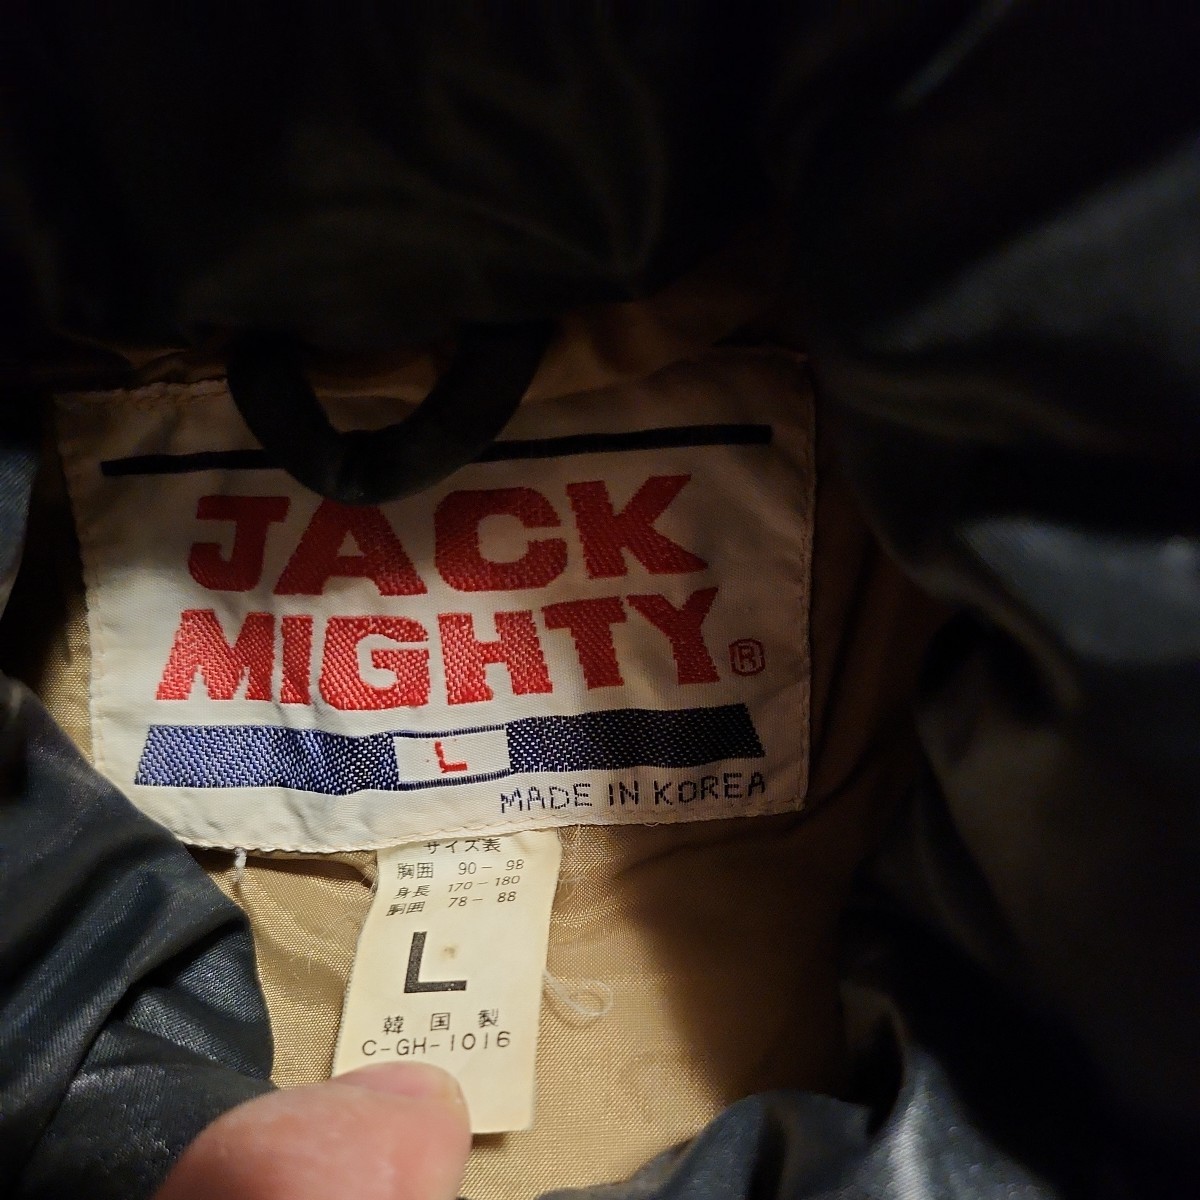 JACK
MIGHTY®
L
MADE IN KOREA
サイズ表
胸囲 90-98
身長 170-180
胴囲 78-88
L
韓国製
C-GH-1016